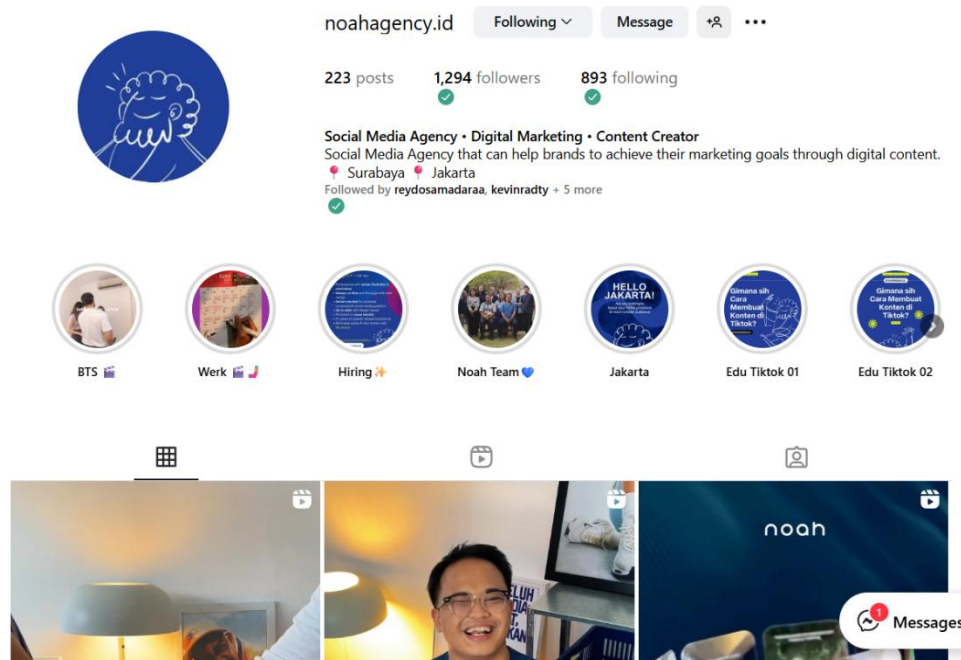 noahagency.id Following Message
223 posts 1,294 followers 893 following
Social Media Agency • Digital Marketing • Content Creator
Social Media Agency that can help brands to achieve their marketing goals through digital content.
📍 Surabaya 📍 Jakarta
Followed by reydosamadaraa, kevinradty + 5 more
HELLO
JAKARTA!
Gimana sih
Cara
Membuat
Konten di
Tiktok?
Gimana sih
Cara Membuat
Konten di
Tiktok?
BTS 🎬
Werk 🎬 🤳
Hiring✨
Noah Team 💙
Jakarta
Edu Tiktok 01
Edu Tiktok 02
noah
1
Messages